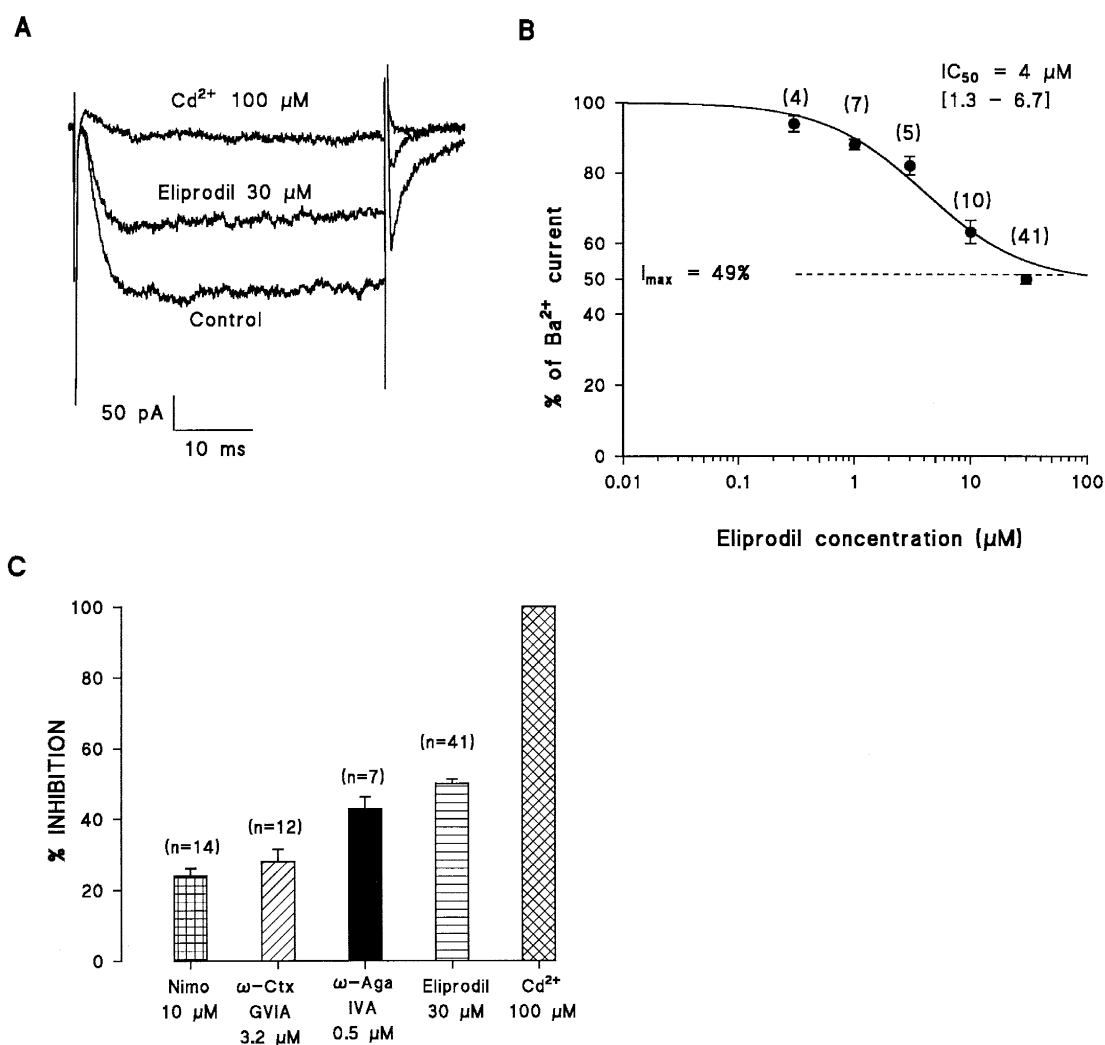 A
Cd²⁺ 100 µM
Eliprodil 30 µM
Control
50 pA
10 ms
B
IC₅₀ = 4 µM
[1.3 - 6.7]
(4)
(7)
(5)
(10)
(41)
Iₘₐₓ = 49%
% of Ba²⁺ current
100
80
60
50
40
20
0
0.01
0.1
1
10
100
Eliprodil concentration (µM)
C
% INHIBITION
100
80
60
40
20
0
(n=14)
(n=12)
(n=7)
(n=41)
Nimo
10 µM
ω-Ctx
GVIA
3.2 µM
ω-Aga
IVA
0.5 µM
Eliprodil
30 µM
Cd²⁺
100 µM